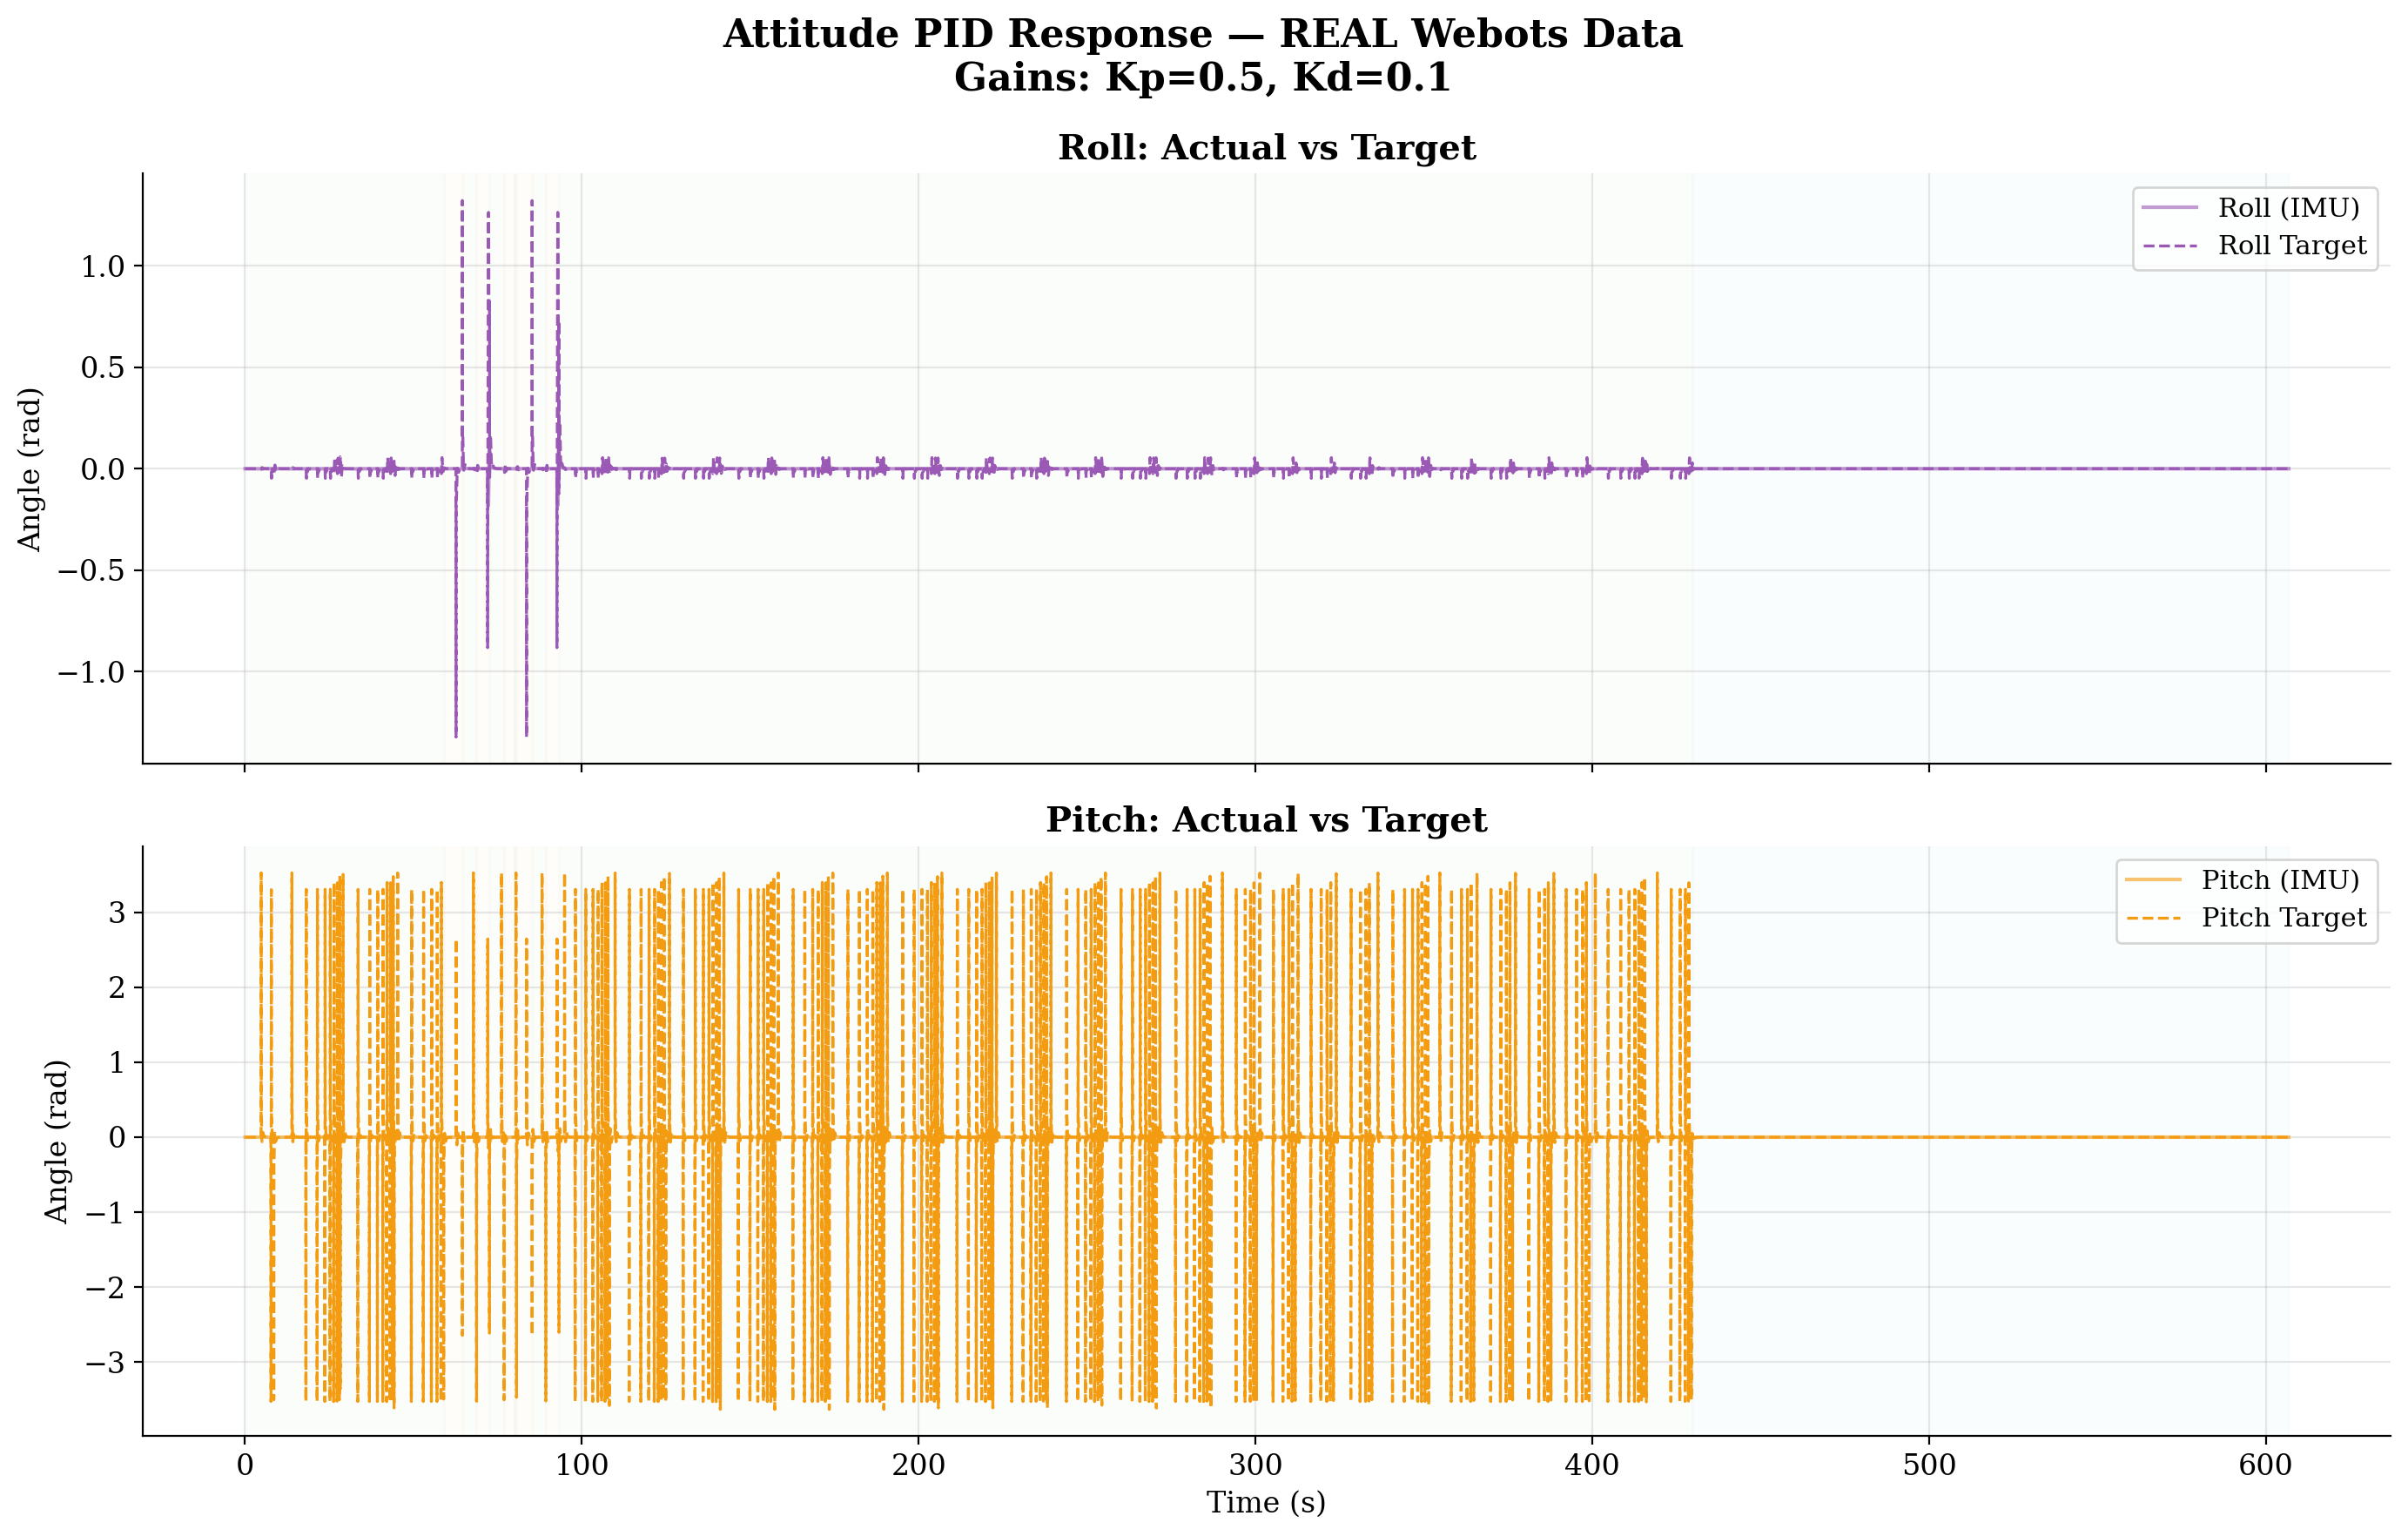 Attitude PID Response — REAL Webots Data
Gains: Kp=0.5, Kd=0.1
Roll: Actual vs Target
Roll (IMU)
Roll Target
1.0
0.5
0.0
−0.5
−1.0
Angle (rad)
Pitch: Actual vs Target
Pitch (IMU)
Pitch Target
3
2
1
0
−1
−2
−3
Angle (rad)
0 100 200 300 400 500 600
Time (s)